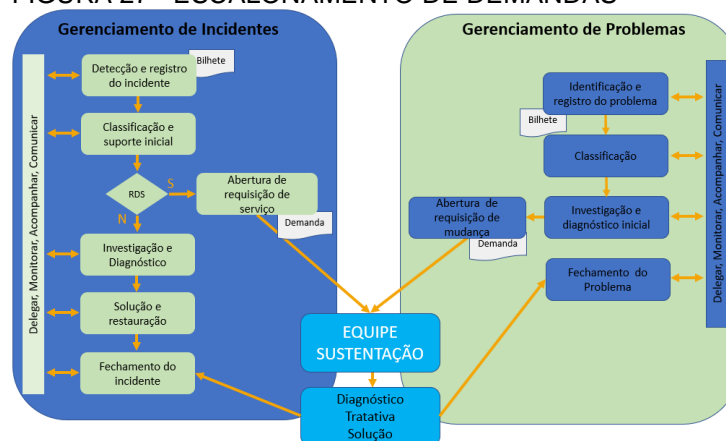 FIGURA 27 - ESCALONAMENTO DE DEMANDAS
Gerenciamento de Incidentes
Delegar, Monitorar, Acompanhar, Comunicar
Detecção e registro
do incidente
Bilhete
Classificação e
suporte inicial
RDS
S
N
Abertura de
requisição de
serviço
Demanda
Investigação e
Diagnóstico
Solução e
restauração
Fechamento do
incidente
Gerenciamento de Problemas
Identificação e
registro do problema
Bilhete
Classificação
Investigação e
diagnóstico inicial
Abertura de
requisição de
mudança
Demanda
Fechamento do
Problema
Delegar, Monitorar, Acompanhar, Comunicar
EQUIPE
SUSTENTAÇÃO
Diagnóstico
Tratativa
Solução